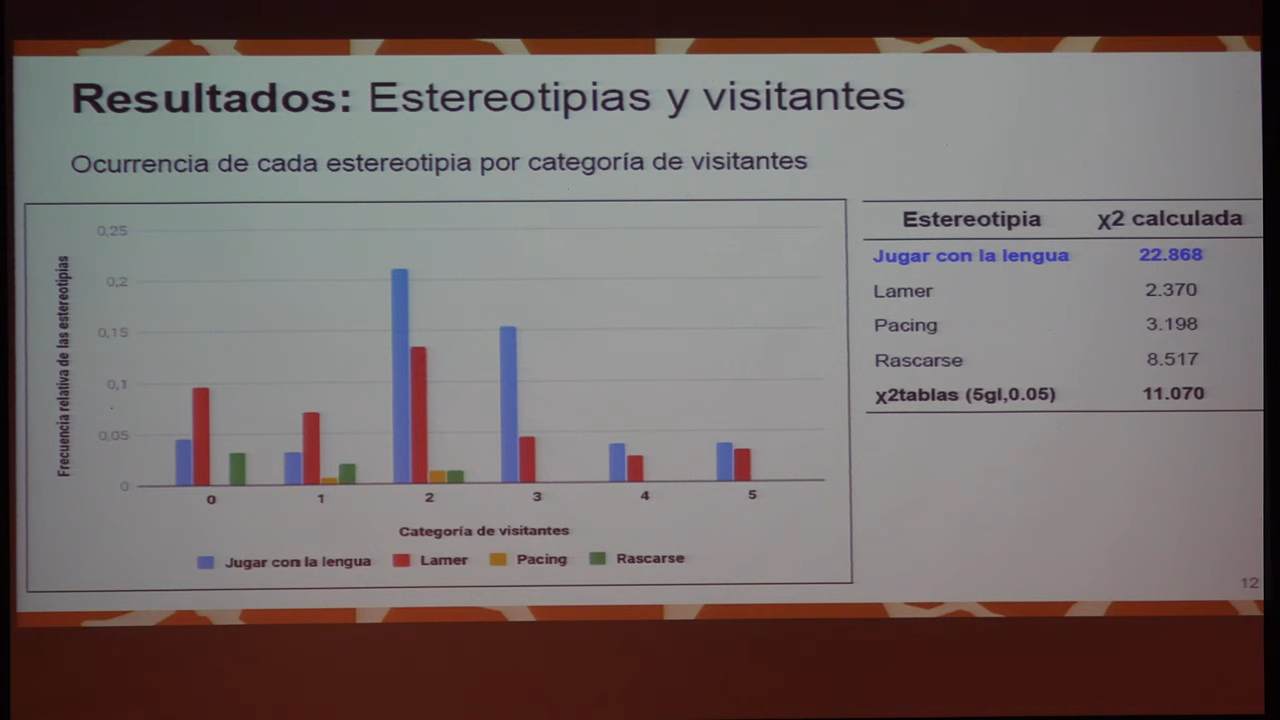 Resultados: Estereotipias y visitantes
Ocurrencia de cada estereotipia por categoría de visitantes
Frecuencia relativa de las estereotipias
0,25
0,2
0,15
0,1
0,05
0
0 1 2 3 4 5
Categoría de visitantes
Jugar con la lengua Lamer Pacing Rascarse
Estereotipia χ2 calculada
Jugar con la lengua 22.868
Lamer 2.370
Pacing 3.198
Rascarse 8.517
χ2tablas (5gl,0.05) 11.070
12